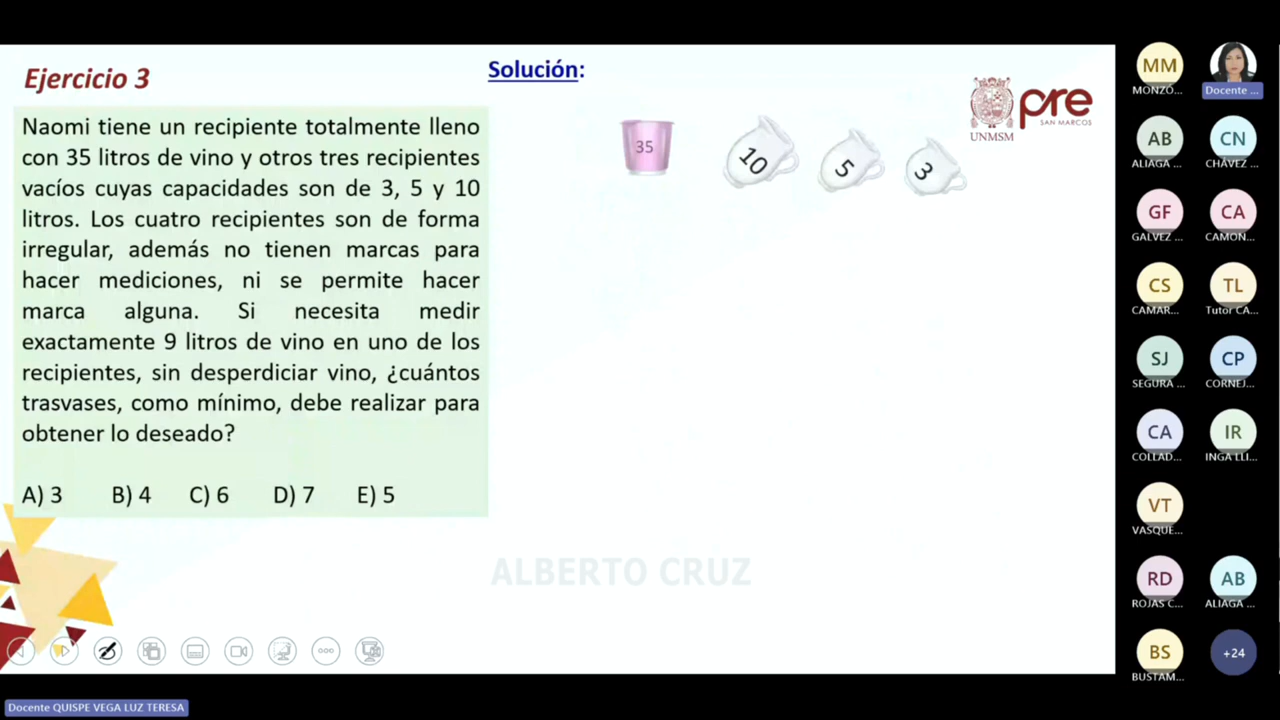 Ejercicio 3
Solución:
pre
SAN MARCOS
UNMSM
Naomi tiene un recipiente totalmente lleno
con 35 litros de vino y otros tres recipientes
vacíos cuyas capacidades son de 3, 5 y 10
litros. Los cuatro recipientes son de forma
irregular, además no tienen marcas para
hacer mediciones, ni se permite hacer
marca alguna. Si necesita medir
exactamente 9 litros de vino en uno de los
recipientes, sin desperdiciar vino, ¿cuántos
trasvases, como mínimo, debe realizar para
obtener lo deseado?
A) 3 B) 4 C) 6 D) 7 E) 5
35
10
5
3
ALBERTO CRUZ
Docente QUISPE VEGA LUZ TERESA
MM
MONZO...
Docente ...
AB
ALIAGA ...
CN
CHÁVEZ ...
GF
GALVEZ ...
CA
CAMON...
CS
CAMAR...
TL
Tutor CA...
SJ
SEGURA ...
CP
CORNEJ...
CA
COLLAD...
IR
INGA LLI...
VT
VASQUE...
RD
ROJAS C...
AB
ALIAGA ...
BS
BUSTAM...
+24